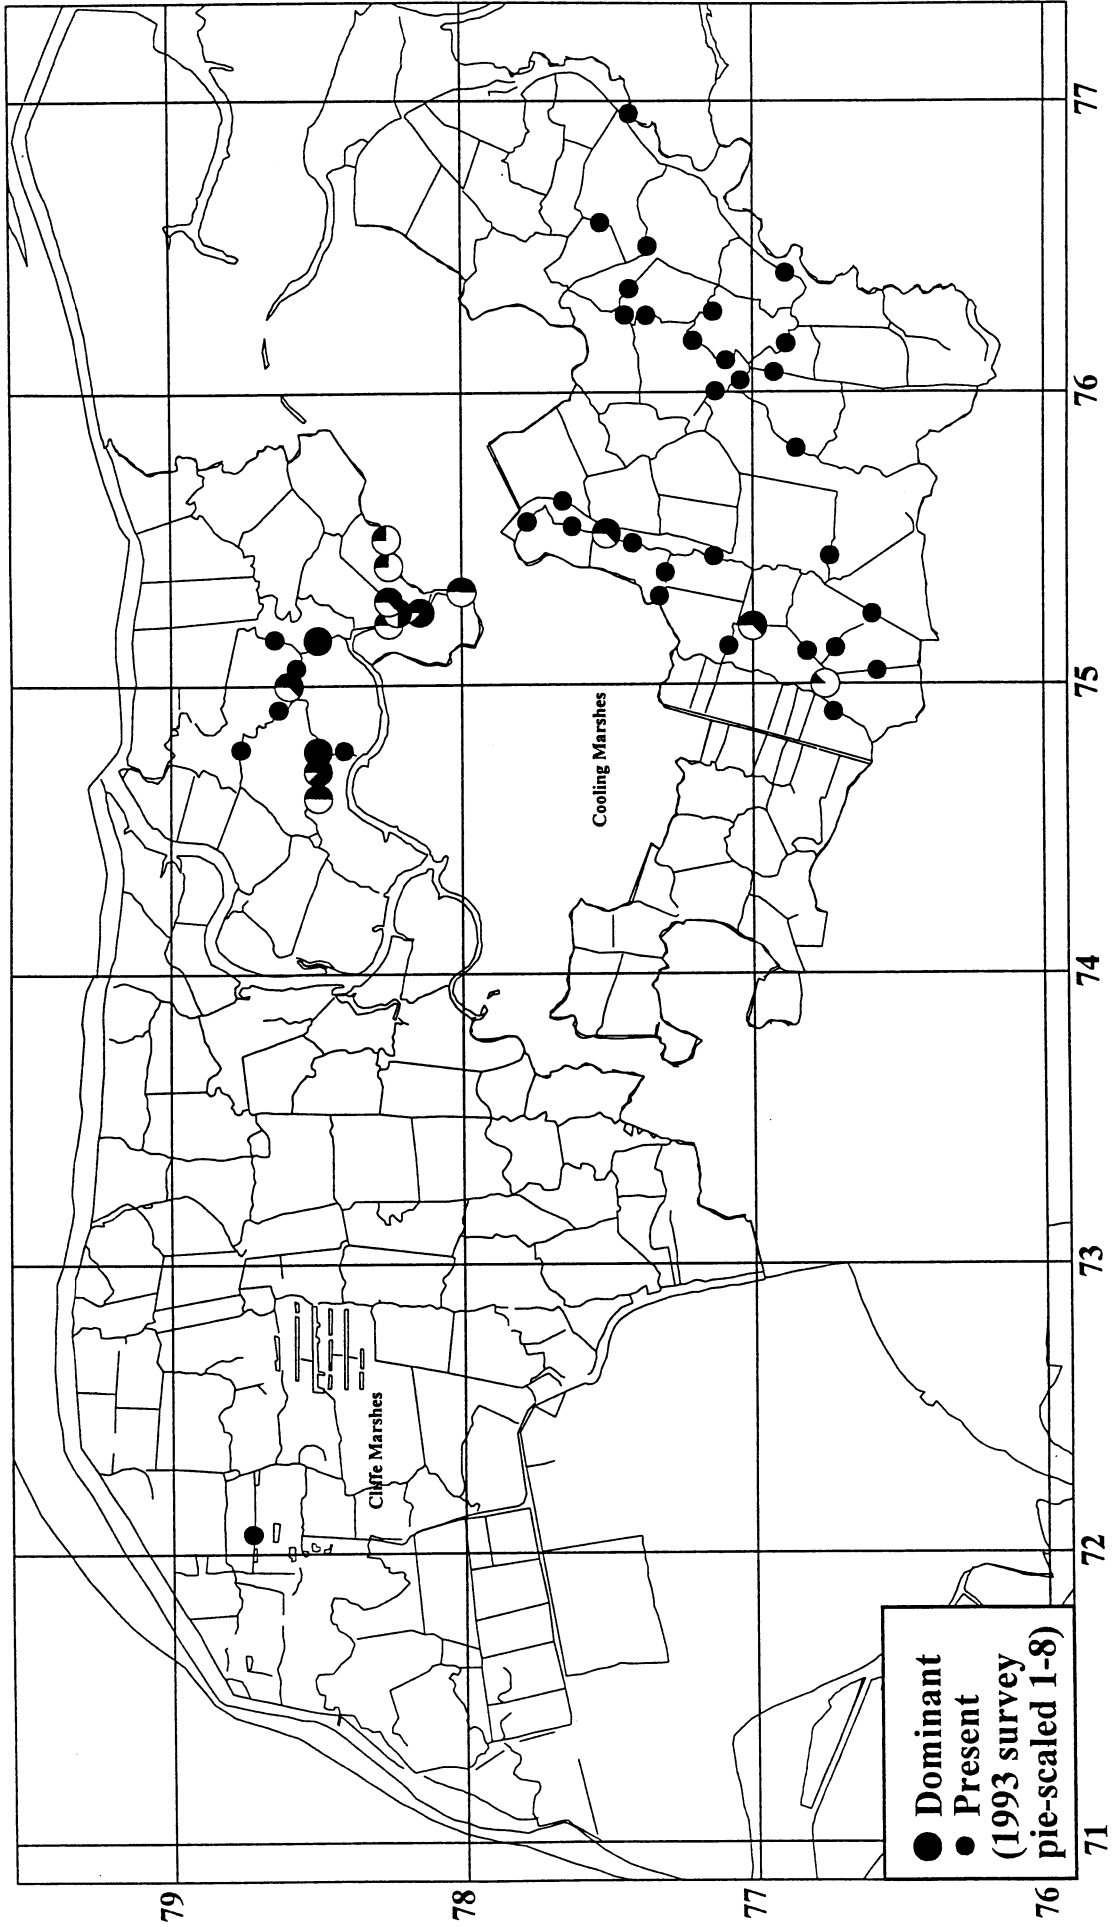 79
78
77
76
71
72
73
74
75
76
77
Cliffe Marshes
Cooling Marshes
Dominant
Present
(1993 survey
pie-scaled 1-8)